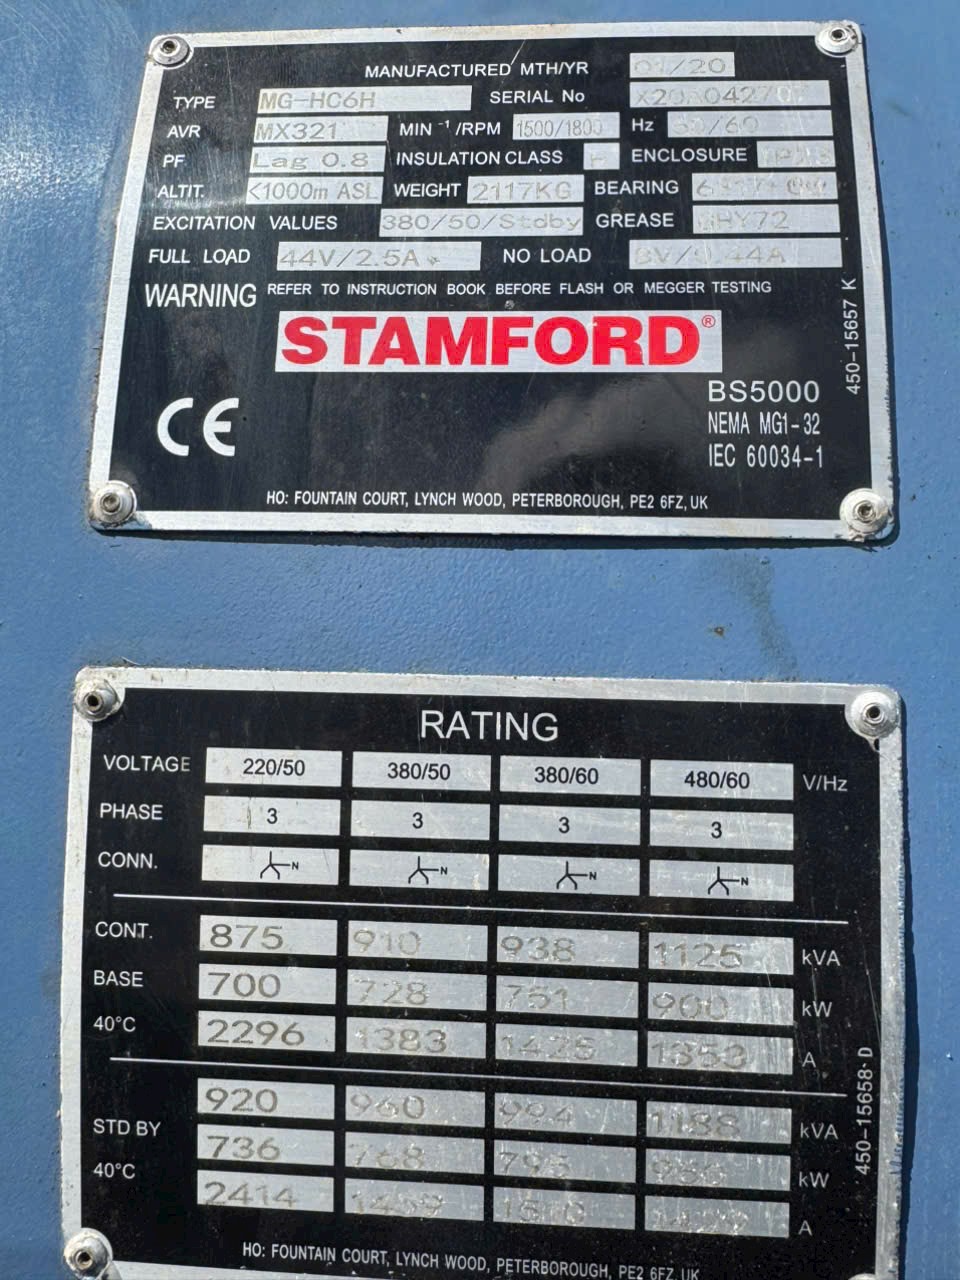 MANUFACTURED MTH/YR 01/20
TYPE MG-HC6H SERIAL No
AVR MX321 MIN -1 /RPM 1500/1800 Hz 50/60
PF Lag 0.8 INSULATION CLASS ENCLOSURE
ALTIT. <1000m ASL WEIGHT 2117KG BEARING
EXCITATION VALUES 380/50/Stdby GREASE
FULL LOAD 44V/2.5A NO LOAD
WARNING REFER TO INSTRUCTION BOOK BEFORE FLASH OR MEGGER TESTING
STAMFORD®
450-15657 K
CE
BS5000
NEMA MG1-32
IEC 60034-1
HO: FOUNTAIN COURT, LYNCH WOOD, PETERBOROUGH, PE2 6FZ, UK
RATING
VOLTAGE 220/50 380/50 380/60 480/60 V/Hz
PHASE 3 3 3 3
CONN. N N N N
CONT. 875 910 938 1125 kVA
BASE 700 728 751 900 kW
40°C 2296 1383 1425 1353 A
920 960 994 1188 kVA
STD BY 736 768 795 kW
40°C 2414 1459 A
450-15658-D
HO: FOUNTAIN COURT, LYNCH WOOD, PETERBOROUGH, PE2 6FZ, UK